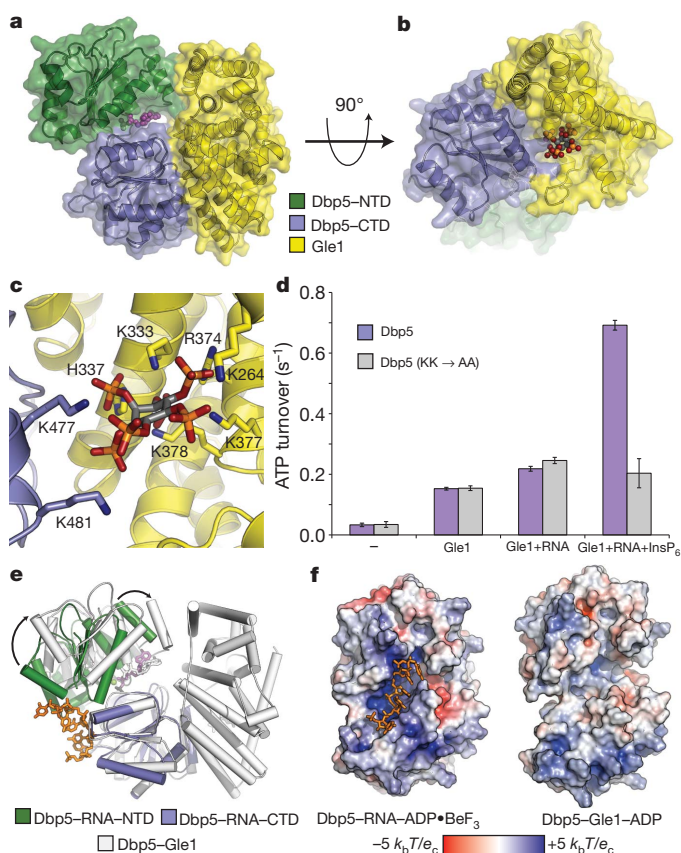 a
b
90°
Dbp5–NTD
Dbp5–CTD
Gle1
c
K333
R374
H337
K264
K477
K377
K378
K481
d
ATP turnover (s⁻¹)
0.8
0.6
0.4
0.2
0
Dbp5
Dbp5 (KK → AA)
–
Gle1
Gle1+RNA
Gle1+RNA+InsP₆
e
Dbp5–RNA–NTD
Dbp5–RNA–CTD
Dbp5–Gle1
f
Dbp5-RNA-ADP•BeF₃
Dbp5-Gle1-ADP
−5 kbT/ec
+5 kbT/ec